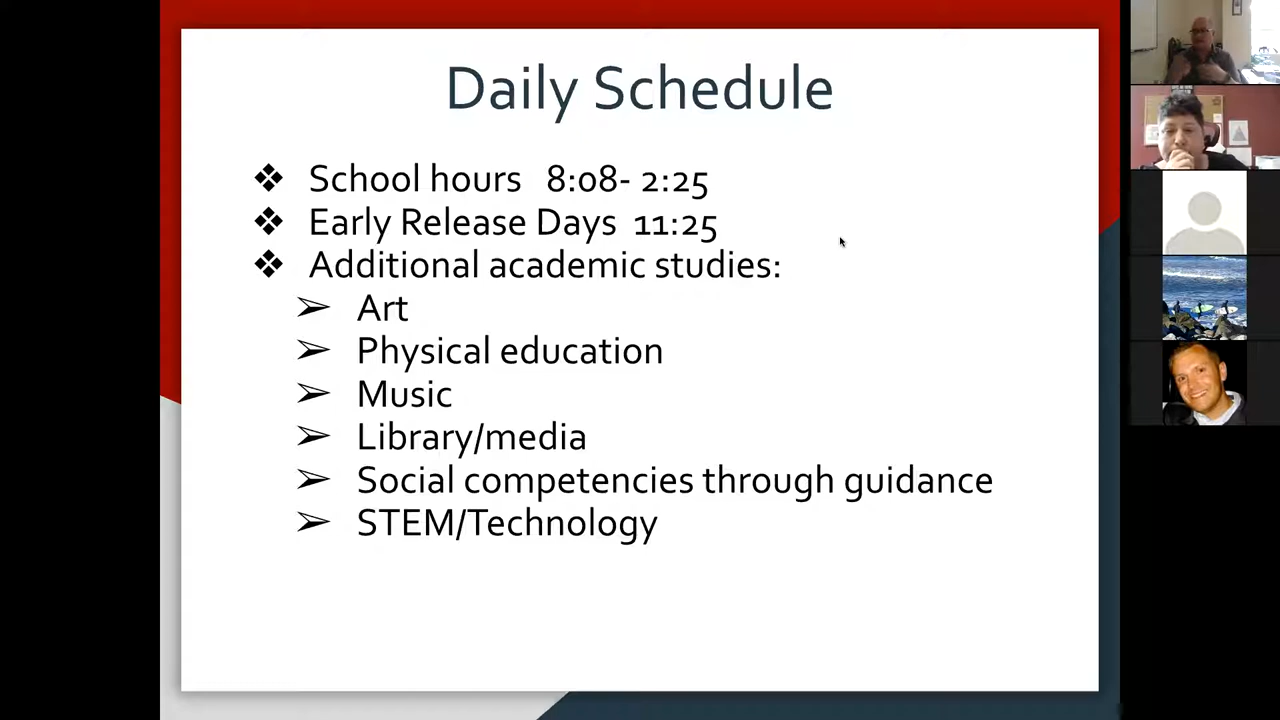 Daily Schedule
❖ School hours 8:08- 2:25
❖ Early Release Days 11:25
❖ Additional academic studies:
➢ Art
➢ Physical education
➢ Music
➢ Library/media
➢ Social competencies through guidance
➢ STEM/Technology